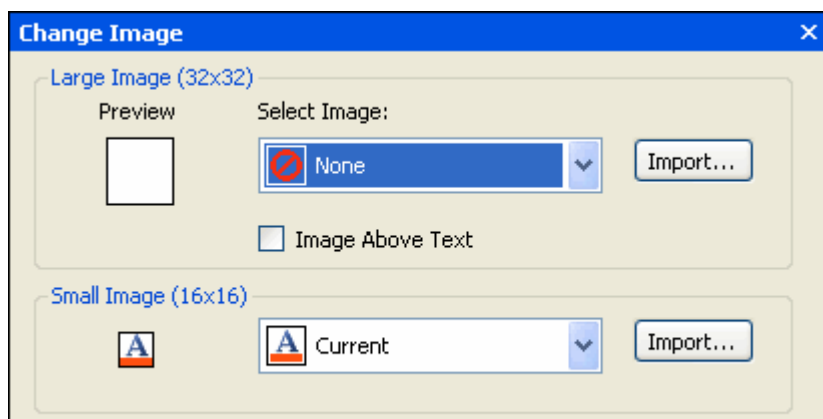 Change Image
Large Image (32x32)
Preview
Select Image:
None
Import...
Image Above Text
Small Image (16x16)
A
A
Current
Import...